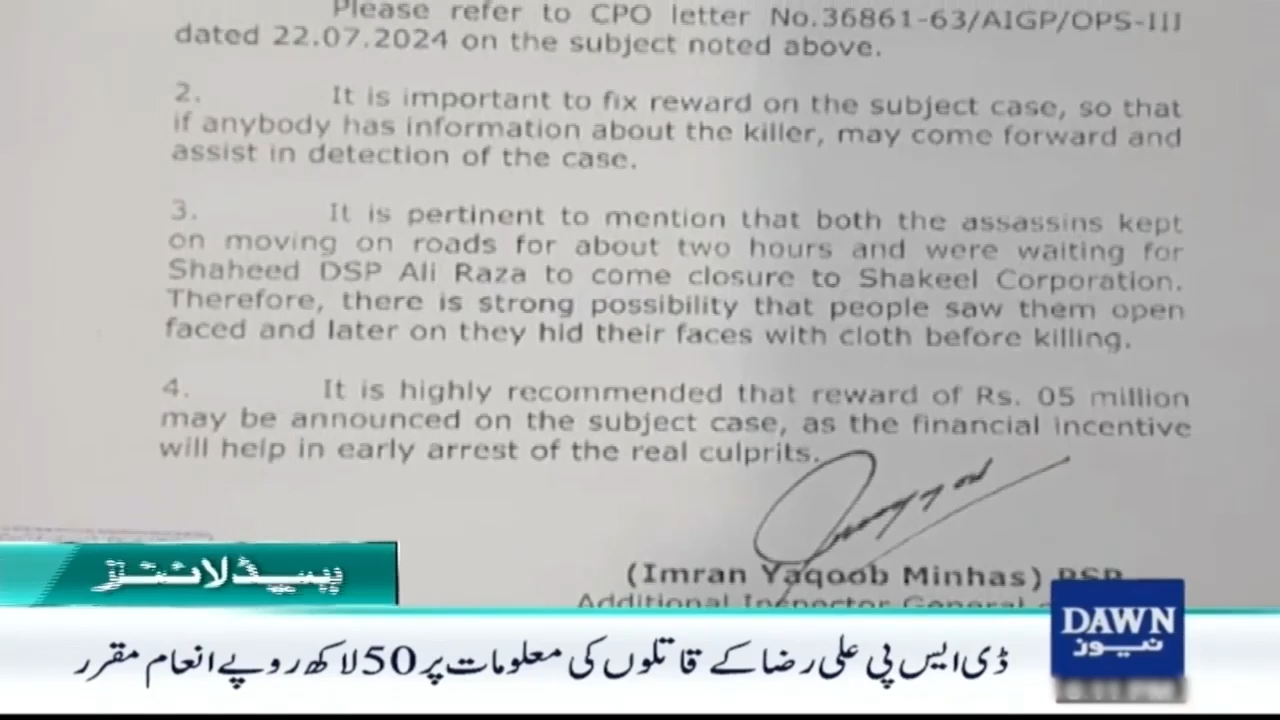 Please refer to CPO letter No.36861-63/AIGP/OPS-III
dated 22.07.2024 on the subject noted above.
2. It is important to fix reward on the subject case, so that
if anybody has information about the killer, may come forward and
assist in detection of the case.
3. It is pertinent to mention that both the assassins kept
on moving on roads for about two hours and were waiting for
Shaheed DSP Ali Raza to come closure to Shakeel Corporation.
Therefore, there is strong possibility that people saw them open
faced and later on they hid their faces with cloth before killing.
4. It is highly recommended that reward of Rs. 05 million
may be announced on the subject case, as the financial incentive
will help in early arrest of the real culprits.
(Imran Yaqoob Minhas) PSP
Additional Inspector General
ہیڈلائنز
DAWN
نیوز
ڈی ایس پی علی رضا کے قاتلوں کی معلومات پر 50 لاکھ روپے انعام مقرر